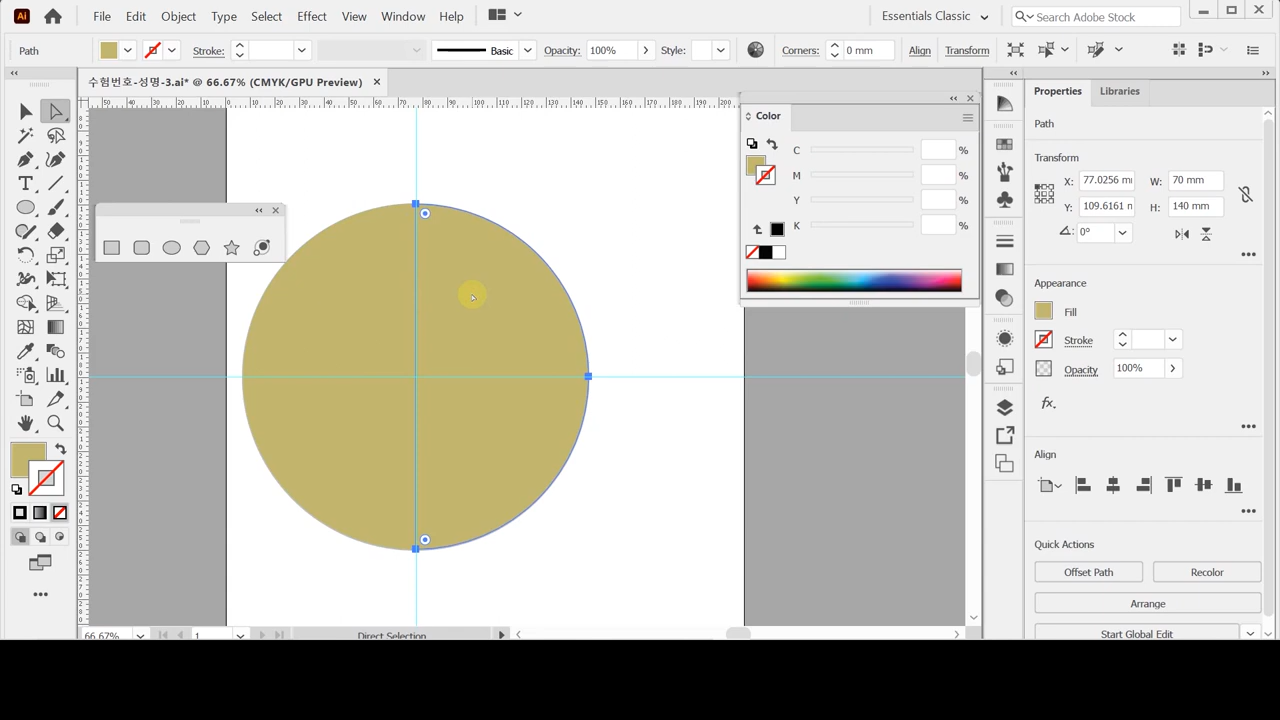 Ai File Edit Object Type Select Effect View Window Help Essentials Classic Search Adobe Stock
Path Stroke: Basic Opacity: 100% Style: Corners: 0 mm Align Transform
수험번호-성명-3.ai* @ 66.67% (CMYK/GPU Preview)
Color
C %
M %
Y %
K %
Properties Libraries
Path
Transform
X: 77.0256 m W: 70 mm
Y: 109.6161 n H: 140 mm
0°
Appearance
Fill
Stroke
Opacity 100%
fx.
Align
Quick Actions
Offset Path Recolor
Arrange
Start Global Edit
66.67% 1 Direct Selection